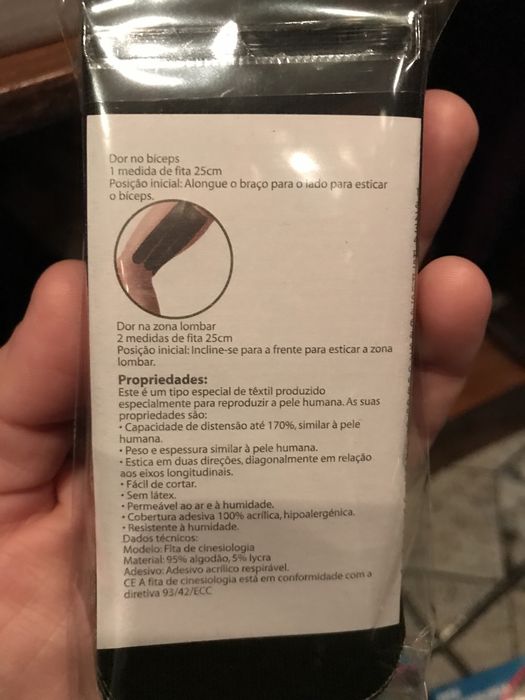 Dor no bíceps
1 medida de fita 25cm
Posição inicial: Alongue o braço para o lado para esticar
o bíceps.
Dor na zona lombar
2 medidas de fita 25cm
Posição inicial: Incline-se para a frente para esticar a zona
lombar.
Propriedades:
Este é um tipo especial de têxtil produzido
especialmente para reproduzir a pele humana. As suas
propriedades são:
• Capacidade de distensão até 170%, similar à pele
humana.
• Peso e espessura similar à pele humana.
• Estica em duas direções, diagonalmente em relação
aos eixos longitudinais.
• Fácil de cortar.
• Sem látex.
• Permeável ao ar e à humidade.
• Cobertura adesiva 100% acrílica, hipoalergénica.
• Resistente à humidade.
Dados técnicos:
Modelo: Fita de cinesiologia
Material: 95% algodão, 5% lycra
Adesivo: Adesivo acrílico respirável.
CE A fita de cinesiologia está em conformidade com a
diretiva 93/42/ECC